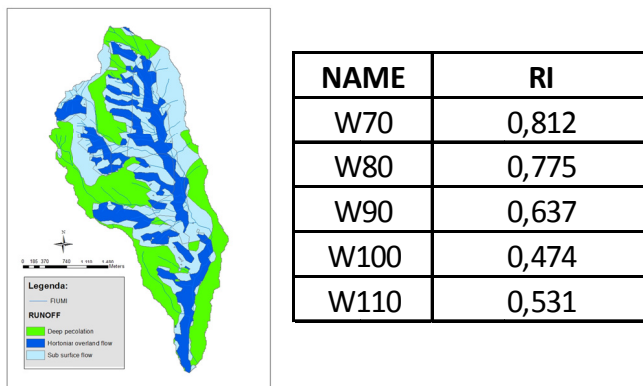 N
0 185 370 740 1.110 1.480
Meters
Legenda:
FIUMI
RUNOFF
Deep pecolation
Hortonian overland flow
Sub surface flow
NAME RI
W70 0,812
W80 0,775
W90 0,637
W100 0,474
W110 0,531